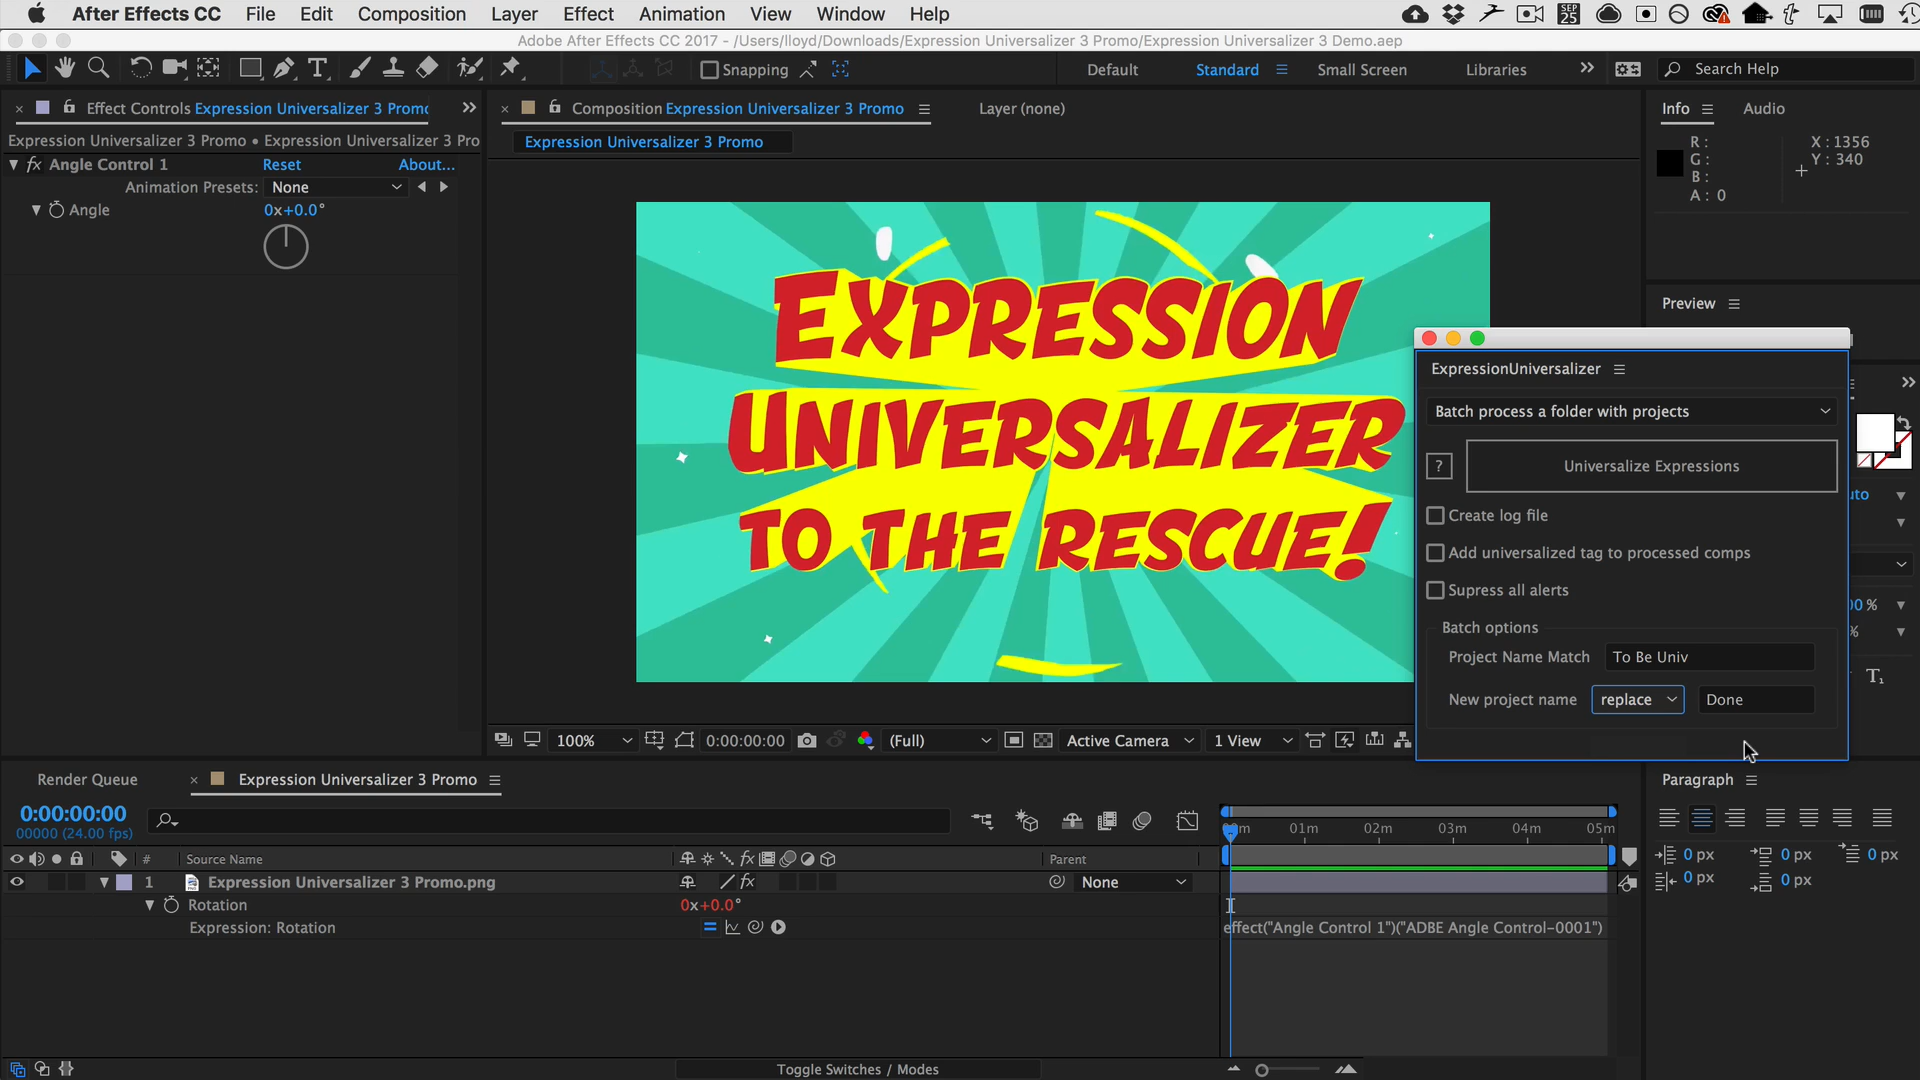 After Effects CC File Edit Composition Layer Effect Animation View Window Help SEP 25
Adobe After Effects CC 2017 - /Users/lloyd/Downloads/Expression Universalizer 3 Promo/Expression Universalizer 3 Demo.aep
Snapping Default Standard Small Screen Libraries Search Help
Effect Controls Expression Universalizer 3 Promo
Expression Universalizer 3 Promo • Expression Universalizer 3 Pro
fx Angle Control 1 Reset About...
Animation Presets: None
Angle 0x+0.0°
Composition Expression Universalizer 3 Promo Layer (none)
Expression Universalizer 3 Promo
EXPRESSION
UNIVERSALIZER
TO THE RESCUE!
Info Audio
R: X: 1356
G: Y: 340
B:
A: 0
Preview
ExpressionUniversalizer
Batch process a folder with projects
? Universalize Expressions
Create log file
Add universalized tag to processed comps
Supress all alerts
Batch options
Project Name Match To Be Univ
New project name replace Done
100% 0:00:00:00 (Full) Active Camera 1 View
Render Queue Expression Universalizer 3 Promo
0:00:00:00
00000 (24.00 fps)
# Source Name fx Parent
1 Expression Universalizer 3 Promo.png fx None
Rotation 0x+0.0°
Expression: Rotation effect("Angle Control 1")("ADBE Angle Control-0001")
01m 02m 03m 04m 05m
Toggle Switches / Modes
Paragraph
0 px 0 px 0 px
0 px 0 px